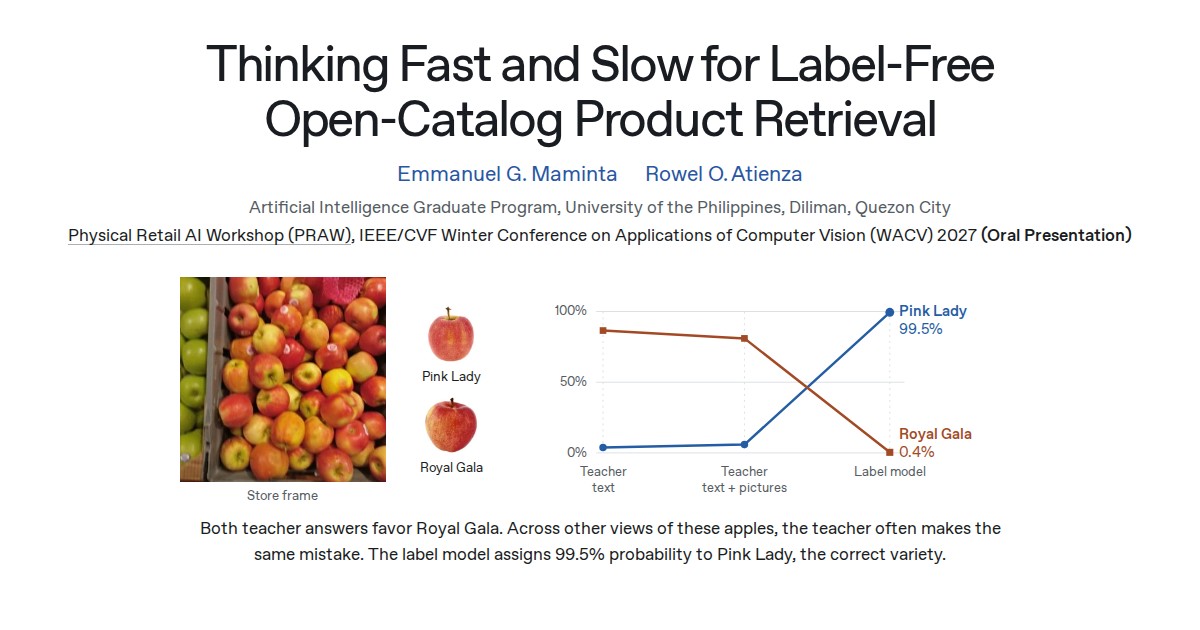 Thinking Fast and Slow for Label-Free
Open-Catalog Product Retrieval
Emmanuel G. Maminta Rowel O. Atienza
Artificial Intelligence Graduate Program, University of the Philippines, Diliman, Quezon City
Physical Retail AI Workshop (PRAW), IEEE/CVF Winter Conference on Applications of Computer Vision (WACV) 2027 (Oral Presentation)
Store frame
Pink Lady
Royal Gala
100%
50%
0%
Teacher
text
Teacher
text + pictures
Label model
Pink Lady
99.5%
Royal Gala
0.4%
Both teacher answers favor Royal Gala. Across other views of these apples, the teacher often makes the
same mistake. The label model assigns 99.5% probability to Pink Lady, the correct variety.